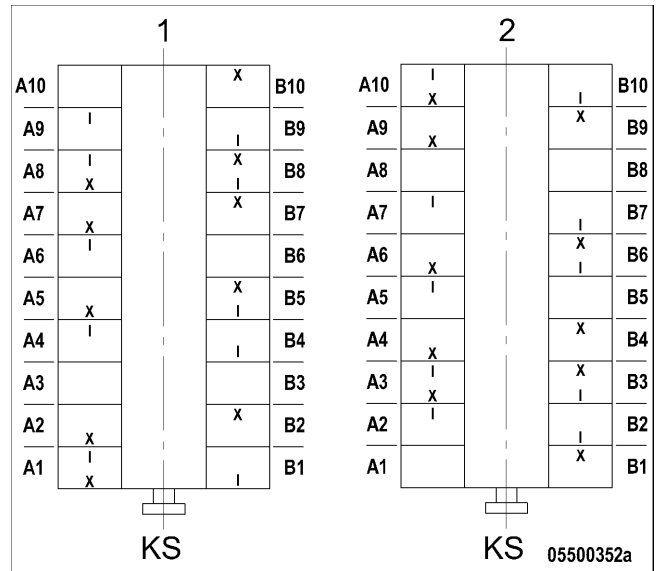 1
A10 X B10
A9 I I B9
A8 I X X I B8
A7 X X B7
A6 I B6
A5 X X I B5
A4 I I B4
A3 B3
A2 X X B2
A1 I X I B1
KS
2
A10 I X I B10
A9 X X B9
A8 B8
A7 I I B7
A6 X X I B6
A5 I B5
A4 X X B4
A3 I X X I B3
A2 I I B2
A1 X B1
KS
05500352a